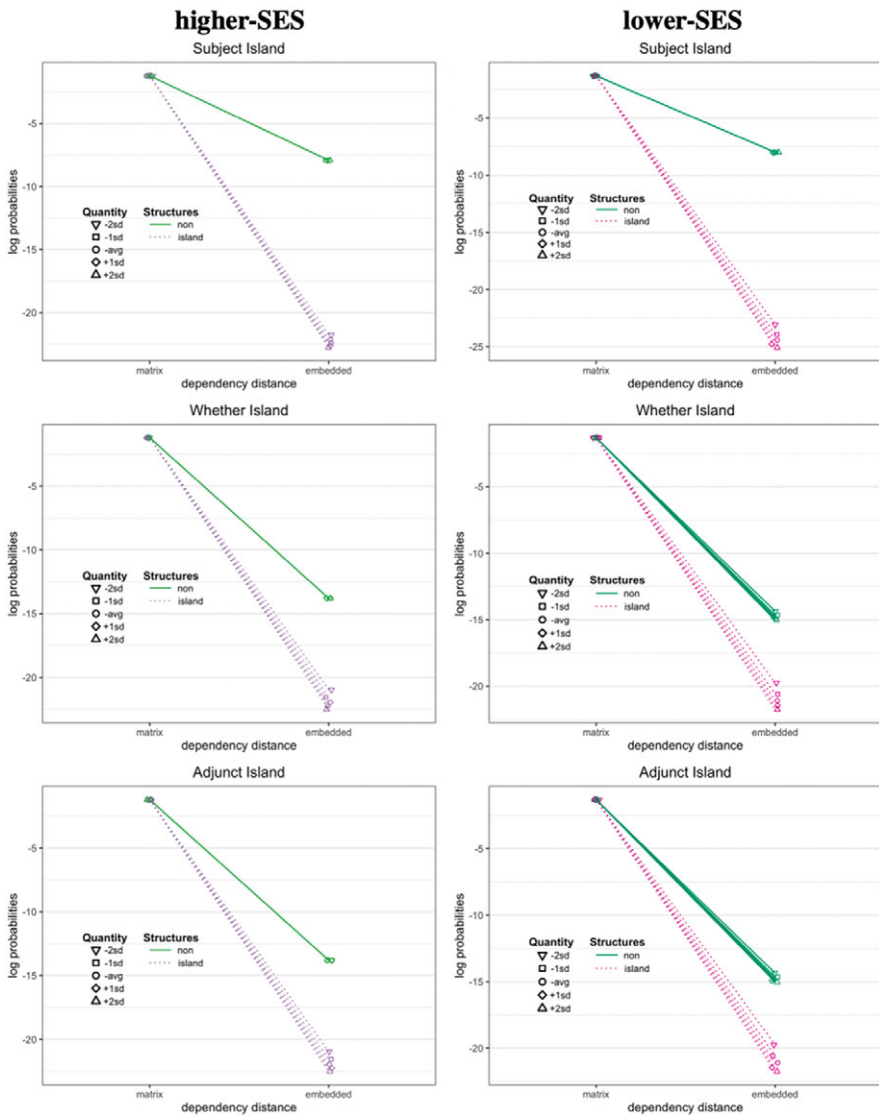 higher-SES
lower-SES
Subject Island
Subject Island
log probabilities
-5
-10
-15
-20
Quantity Structures
-2sd non
-1sd island
-avg
+1sd
+2sd
matrix embedded
dependency distance
log probabilities
-5
-10
-15
-20
-25
Quantity Structures
-2sd non
-1sd island
-avg
+1sd
+2sd
matrix embedded
dependency distance
Whether Island
Whether Island
log probabilities
-5
-10
-15
-20
Quantity Structures
-2sd non
-1sd island
-avg
+1sd
+2sd
matrix embedded
dependency distance
log probabilities
-5
-10
-15
-20
Quantity Structures
-2sd non
-1sd island
-avg
+1sd
+2sd
matrix embedded
dependency distance
Adjunct Island
Adjunct Island
log probabilities
-5
-10
-15
-20
Quantity Structures
-2sd non
-1sd island
-avg
+1sd
+2sd
matrix embedded
dependency distance
log probabilities
-5
-10
-15
-20
Quantity Structures
-2sd non
-1sd island
-avg
+1sd
+2sd
matrix embedded
dependency distance